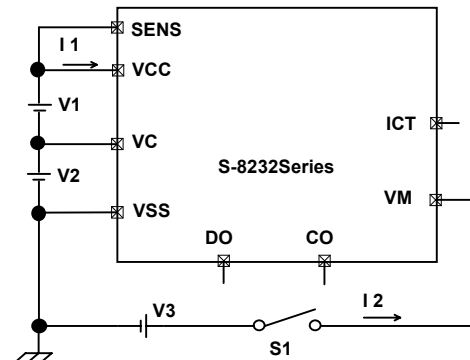 SENS
I 1
VCC
V1
ICT
VC
S-8232Series
V2
VM
VSS
DO
CO
V3
I 2
S1